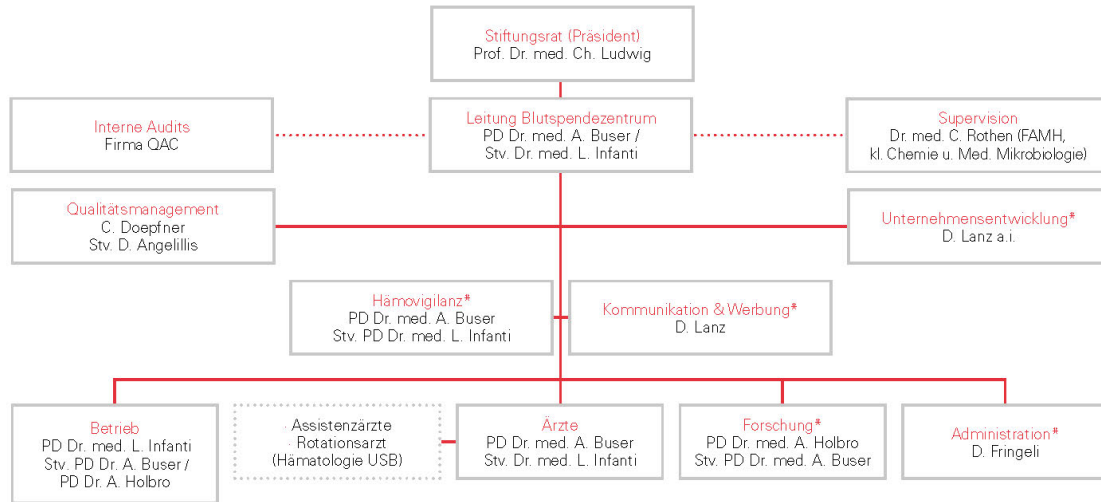 Stiftungsrat (Präsident)
Prof. Dr. med. Ch. Ludwig
Interne Audits
Firma QAC
Leitung Blutspendezentrum
PD Dr. med. A. Buser /
Stv. Dr. med. L. Infanti
Supervision
Dr. med. C. Rothen (FAMH,
kl. Chemie u. Med. Mikrobiologie)
Qualitätsmanagement
C. Doepfner
Stv. D. Angelillis
Unternehmensentwicklung*
D. Lanz a.i.
Hämovigilanz*
PD Dr. med. A. Buser
Stv. PD Dr. med. L. Infanti
Kommunikation & Werbung*
D. Lanz
Betrieb
PD Dr. med. L. Infanti
Stv. PD Dr. A. Buser /
PD Dr. A. Holbro
· Assistenzärzte
· Rotationsarzt
(Hämatologie USB)
Ärzte
PD Dr. med. A. Buser
Stv. Dr. med. L. Infanti
Forschung*
PD Dr. med. A. Holbro
Stv. PD Dr. med. A. Buser
Administration*
D. Fringeli